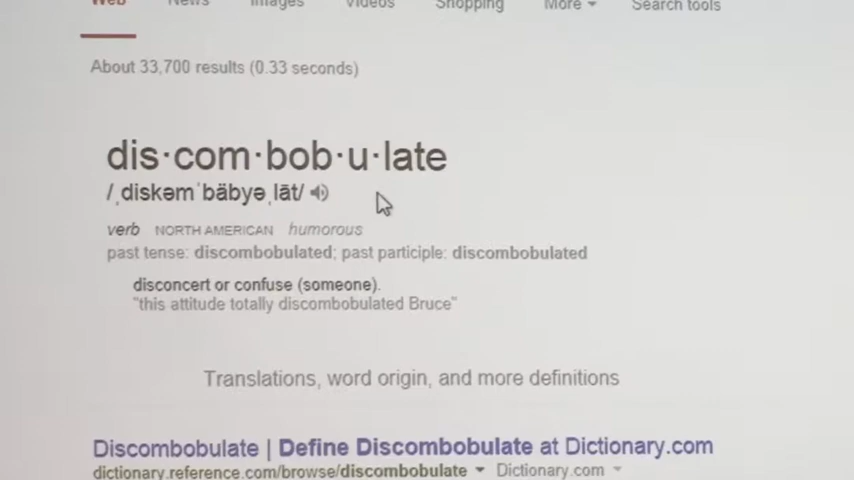 Web News Images Videos Shopping More Search tools
About 33,700 results (0.33 seconds)
dis·com·bob·u·late
/ˌdiskəmˈbäbyəˌlāt/
verb NORTH AMERICAN humorous
past tense: discombobulated; past participle: discombobulated
disconcert or confuse (someone).
"this attitude totally discombobulated Bruce"
Translations, word origin, and more definitions
Discombobulate | Define Discombobulate at Dictionary.com
dictionary.reference.com/browse/discombobulate Dictionary.com